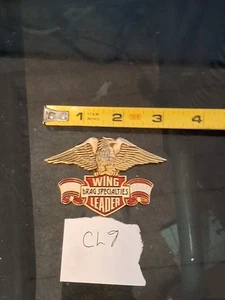 1 2 3 4
WING
DRAG SPECIALTIES
LEADER
CL9